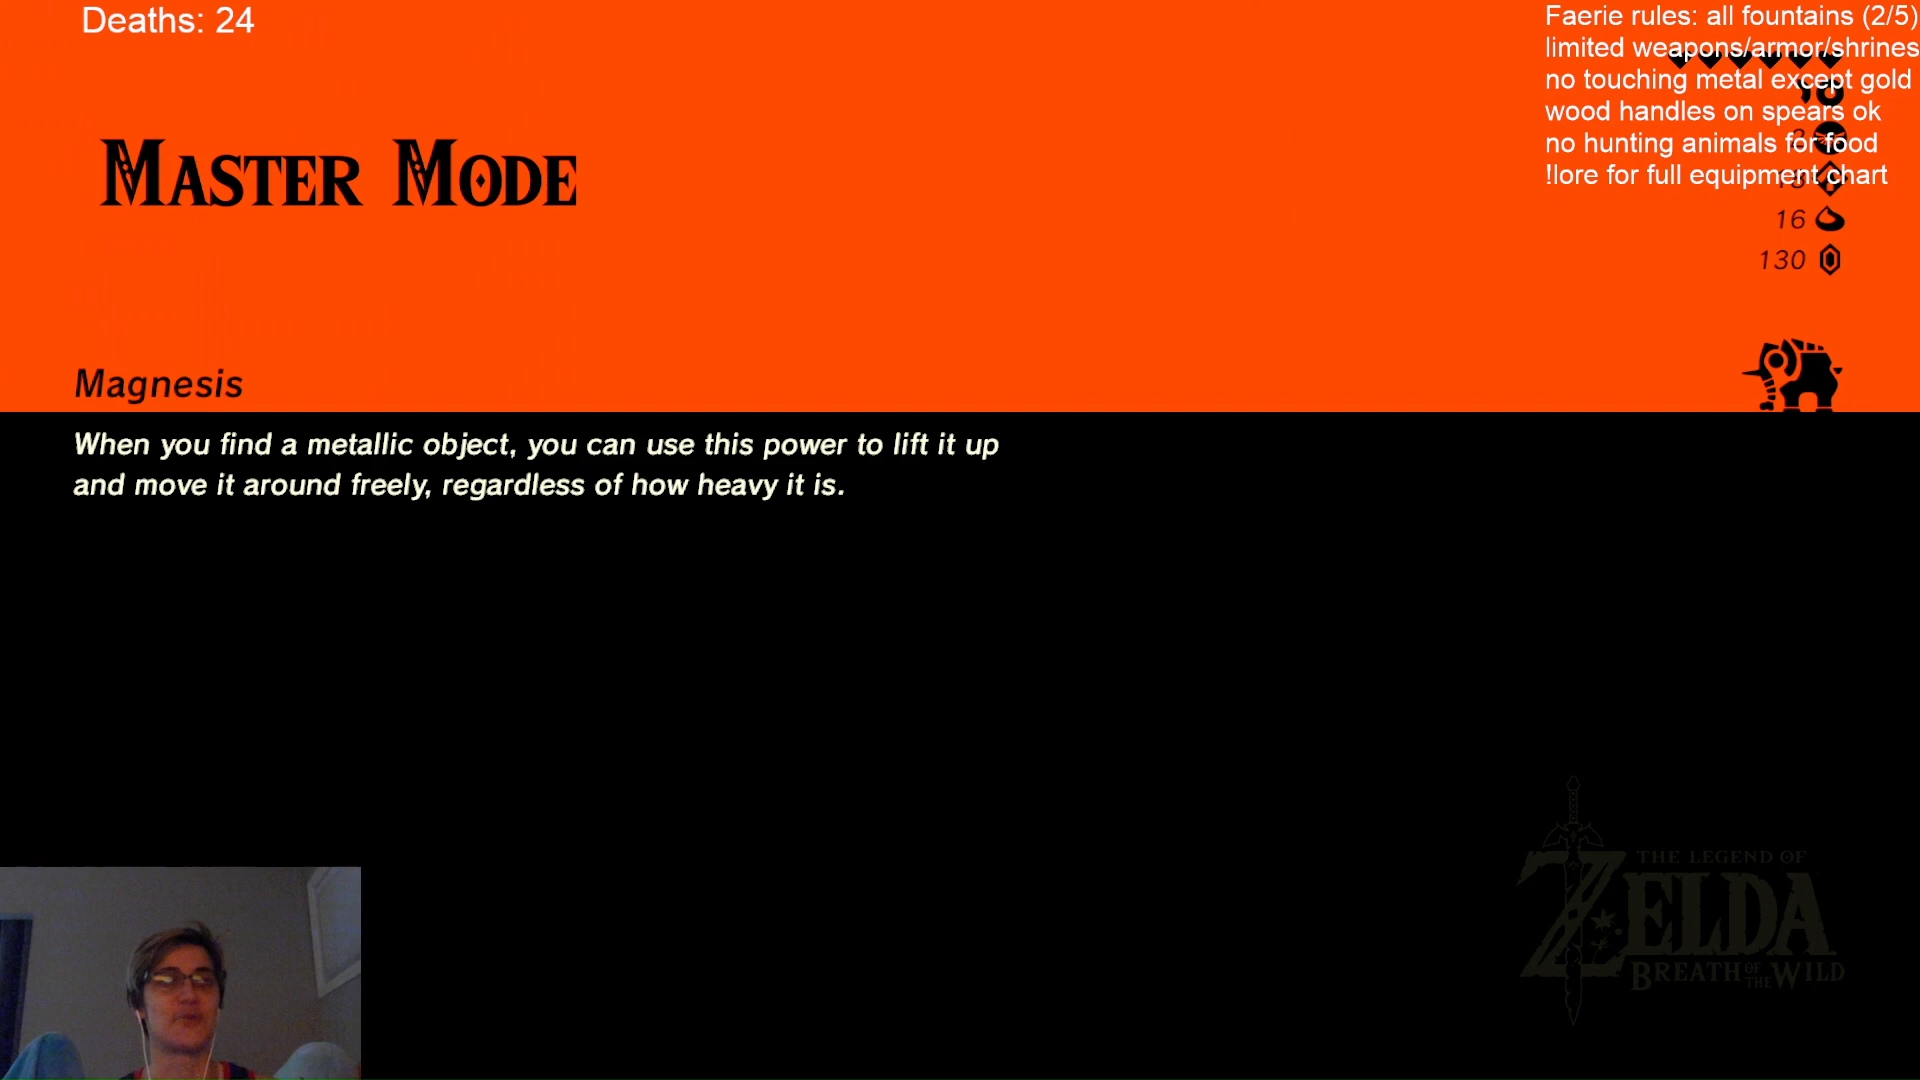 Deaths: 24
Faerie rules: all fountains (2/5)
limited weapons/armor/shrines
no touching metal except gold
wood handles on spears ok
no hunting animals for food
!lore for full equipment chart
MASTER MODE
16
130
Magnesis
When you find a metallic object, you can use this power to lift it up
and move it around freely, regardless of how heavy it is.
THE LEGEND OF
ZELDA
BREATH OF THE WILD